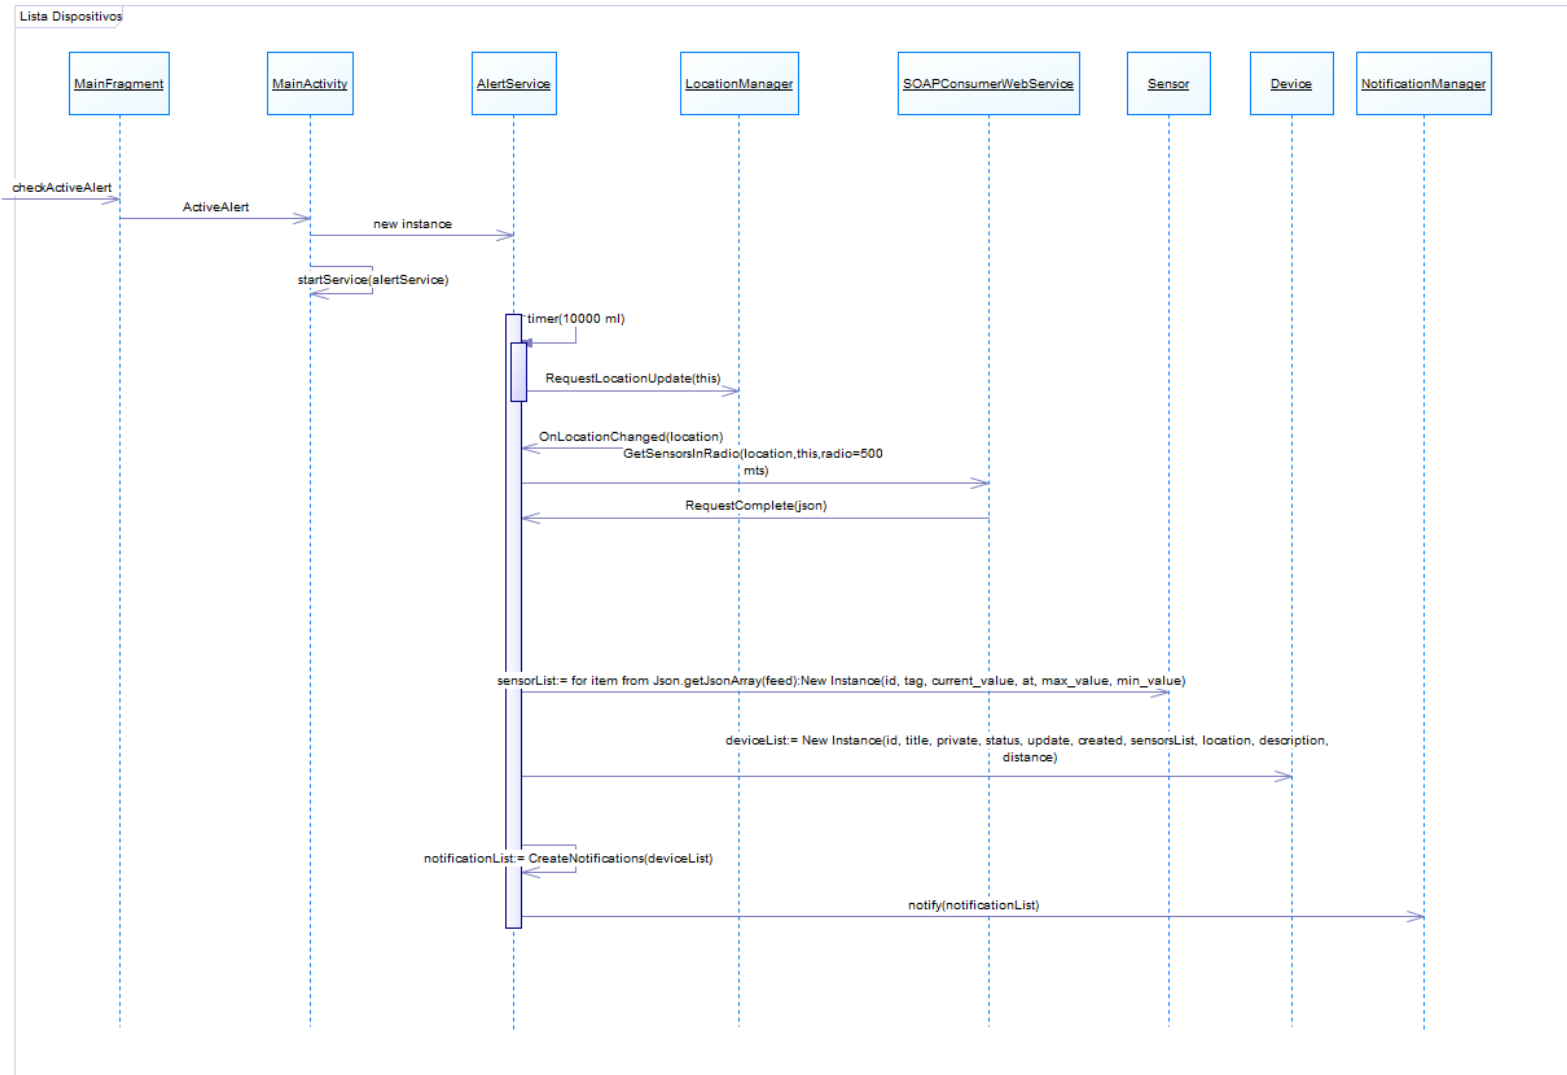 Lista Dispositivos
MainFragment
MainActivity
AlertService
LocationManager
SOAPConsumerWebService
Sensor
Device
NotificationManager
checkActiveAlert
ActiveAlert
new instance
startService(alertService)
timer(10000 ml)
RequestLocationUpdate(this)
OnLocationChanged(location)
GetSensorsInRadio(location,this,radio=500
mts)
RequestComplete(json)
sensorList:= for item from Json.getJsonArray(feed):New Instance(id, tag, current_value, at, max_value, min_value)
deviceList:= New Instance(id, title, private, status, update, created, sensorsList, location, description,
distance)
notificationList:= CreateNotifications(deviceList)
notify(notificationList)